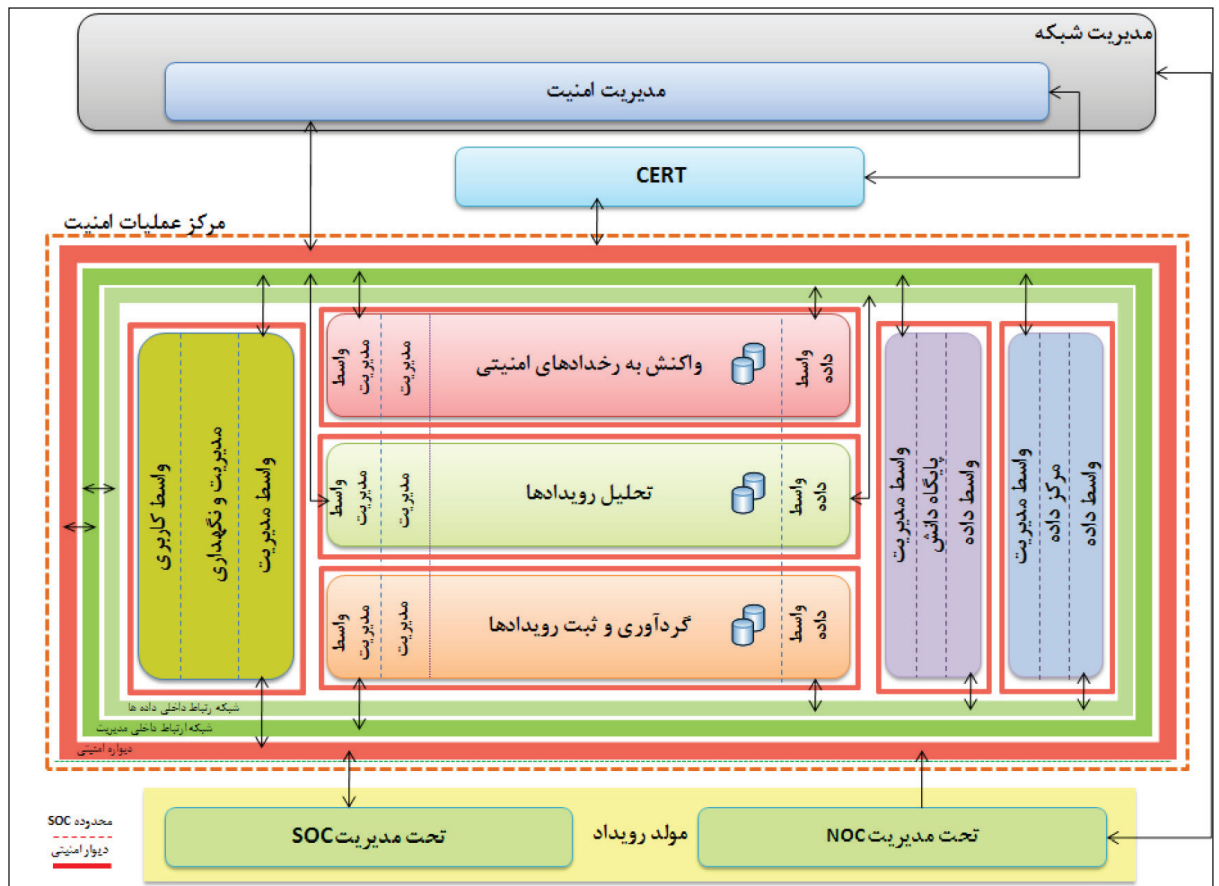 مدیریت شبکه
مدیریت امنیت
CERT
مرکز عملیات امنیت
واسط مدیریت
مدیریت
واکنش به رخدادهای امنیتی
واسط داده
واسط مدیریت
مدیریت
تحلیل رویدادها
واسط داده
واسط مدیریت
مدیریت
گردآوری و ثبت رویدادها
واسط داده
واسط کاربری
مدیریت و نگهداری
واسط مدیریت
واسط مدیریت
پایگاه دانش
واسط داده
واسط مدیریت
مرکز داده
واسط داده
شبکه رتباط داخلی داده ها
شبکه ارتباط داخلی مدیریت
دیواره امنیتی
مولد رویداد
تحت مدیریت NOC
تحت مدیریت SOC
محدوده SOC
دیوار امنیتی